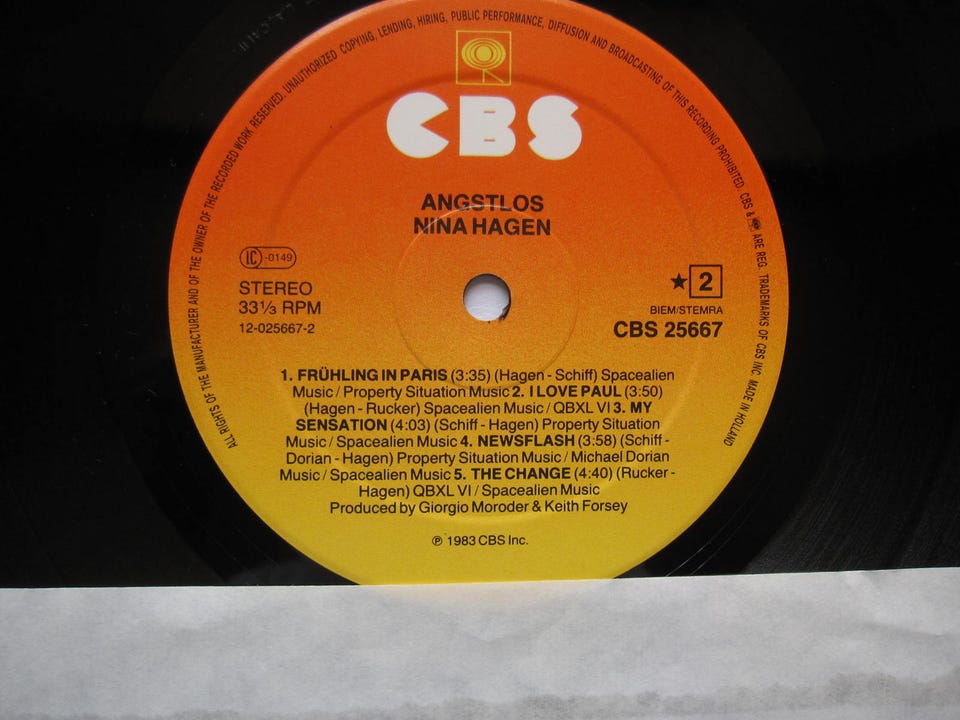 ALL RIGHTS OF THE MANUFACTURER AND OF THE OWNER OF THE RECORDED WORK RESERVED. UNAUTHORIZED COPYING, LENDING, HIRING, PUBLIC PERFORMANCE, DIFFUSION AND BROADCASTING OF THIS RECORDING PROHIBITED. CBS & ARE REG. TRADEMARKS OF CBS INC. MADE IN HOLLAND
CBS
ANGSTLOS
NINA HAGEN
IC -0149
STEREO
33⅓ RPM
12-025667-2
★ 2
BIEM/STEMRA
CBS 25667
1. FRÜHLING IN PARIS (3:35) (Hagen - Schiff) Spacealien
Music / Property Situation Music 2. I LOVE PAUL (3:50)
(Hagen - Rucker) Spacealien Music / QBXL VI 3. MY
SENSATION (4:03) (Schiff - Hagen) Property Situation
Music / Spacealien Music 4. NEWSFLASH (3:58) (Schiff -
Dorian - Hagen) Property Situation Music / Michael Dorian
Music / Spacealien Music 5. THE CHANGE (4:40) (Rucker -
Hagen) QBXL VI / Spacealien Music
Produced by Giorgio Moroder & Keith Forsey
℗ 1983 CBS Inc.